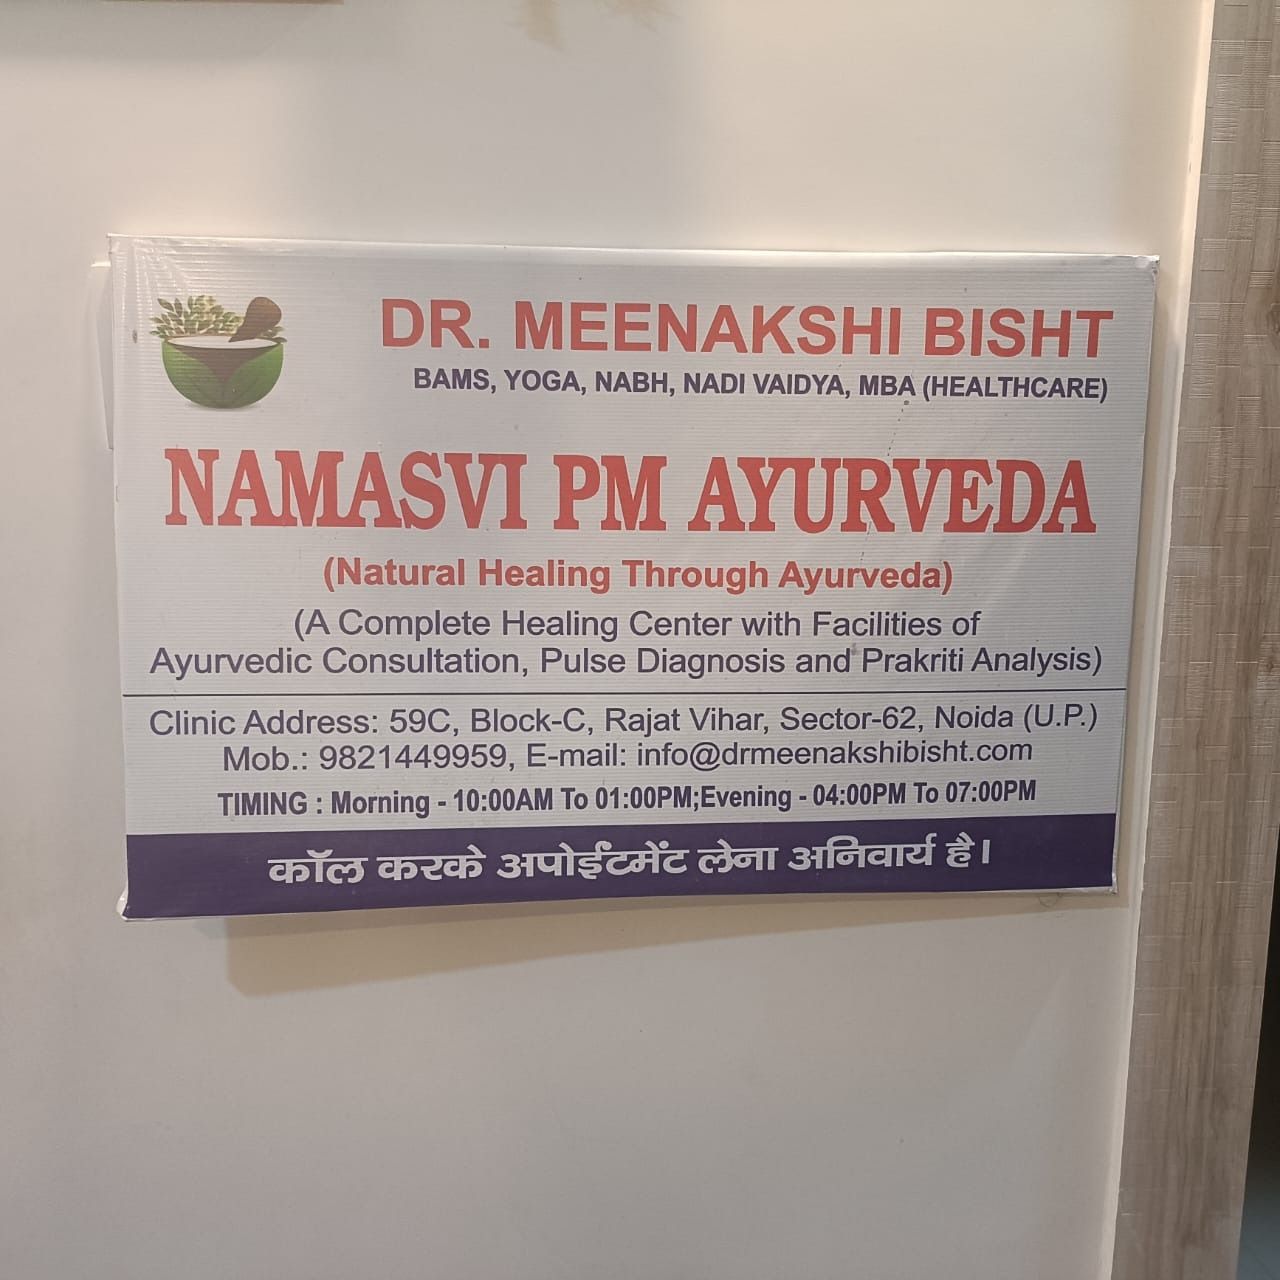 DR. MEENAKSHI BISHT
BAMS, YOGA, NABH, NADI VAIDYA, MBA (HEALTHCARE)
NAMASVI PM AYURVEDA
(Natural Healing Through Ayurveda)
(A Complete Healing Center with Facilities of
Ayurvedic Consultation, Pulse Diagnosis and Prakriti Analysis)
Clinic Address: 59C, Block-C, Rajat Vihar, Sector-62, Noida (U.P.)
Mob.: 9821449959, E-mail: info@drmeenakshibisht.com
TIMING : Morning - 10:00AM To 01:00PM;Evening - 04:00PM To 07:00PM
कॉल करके अपोईंटमेंट लेना अनिवार्य है।